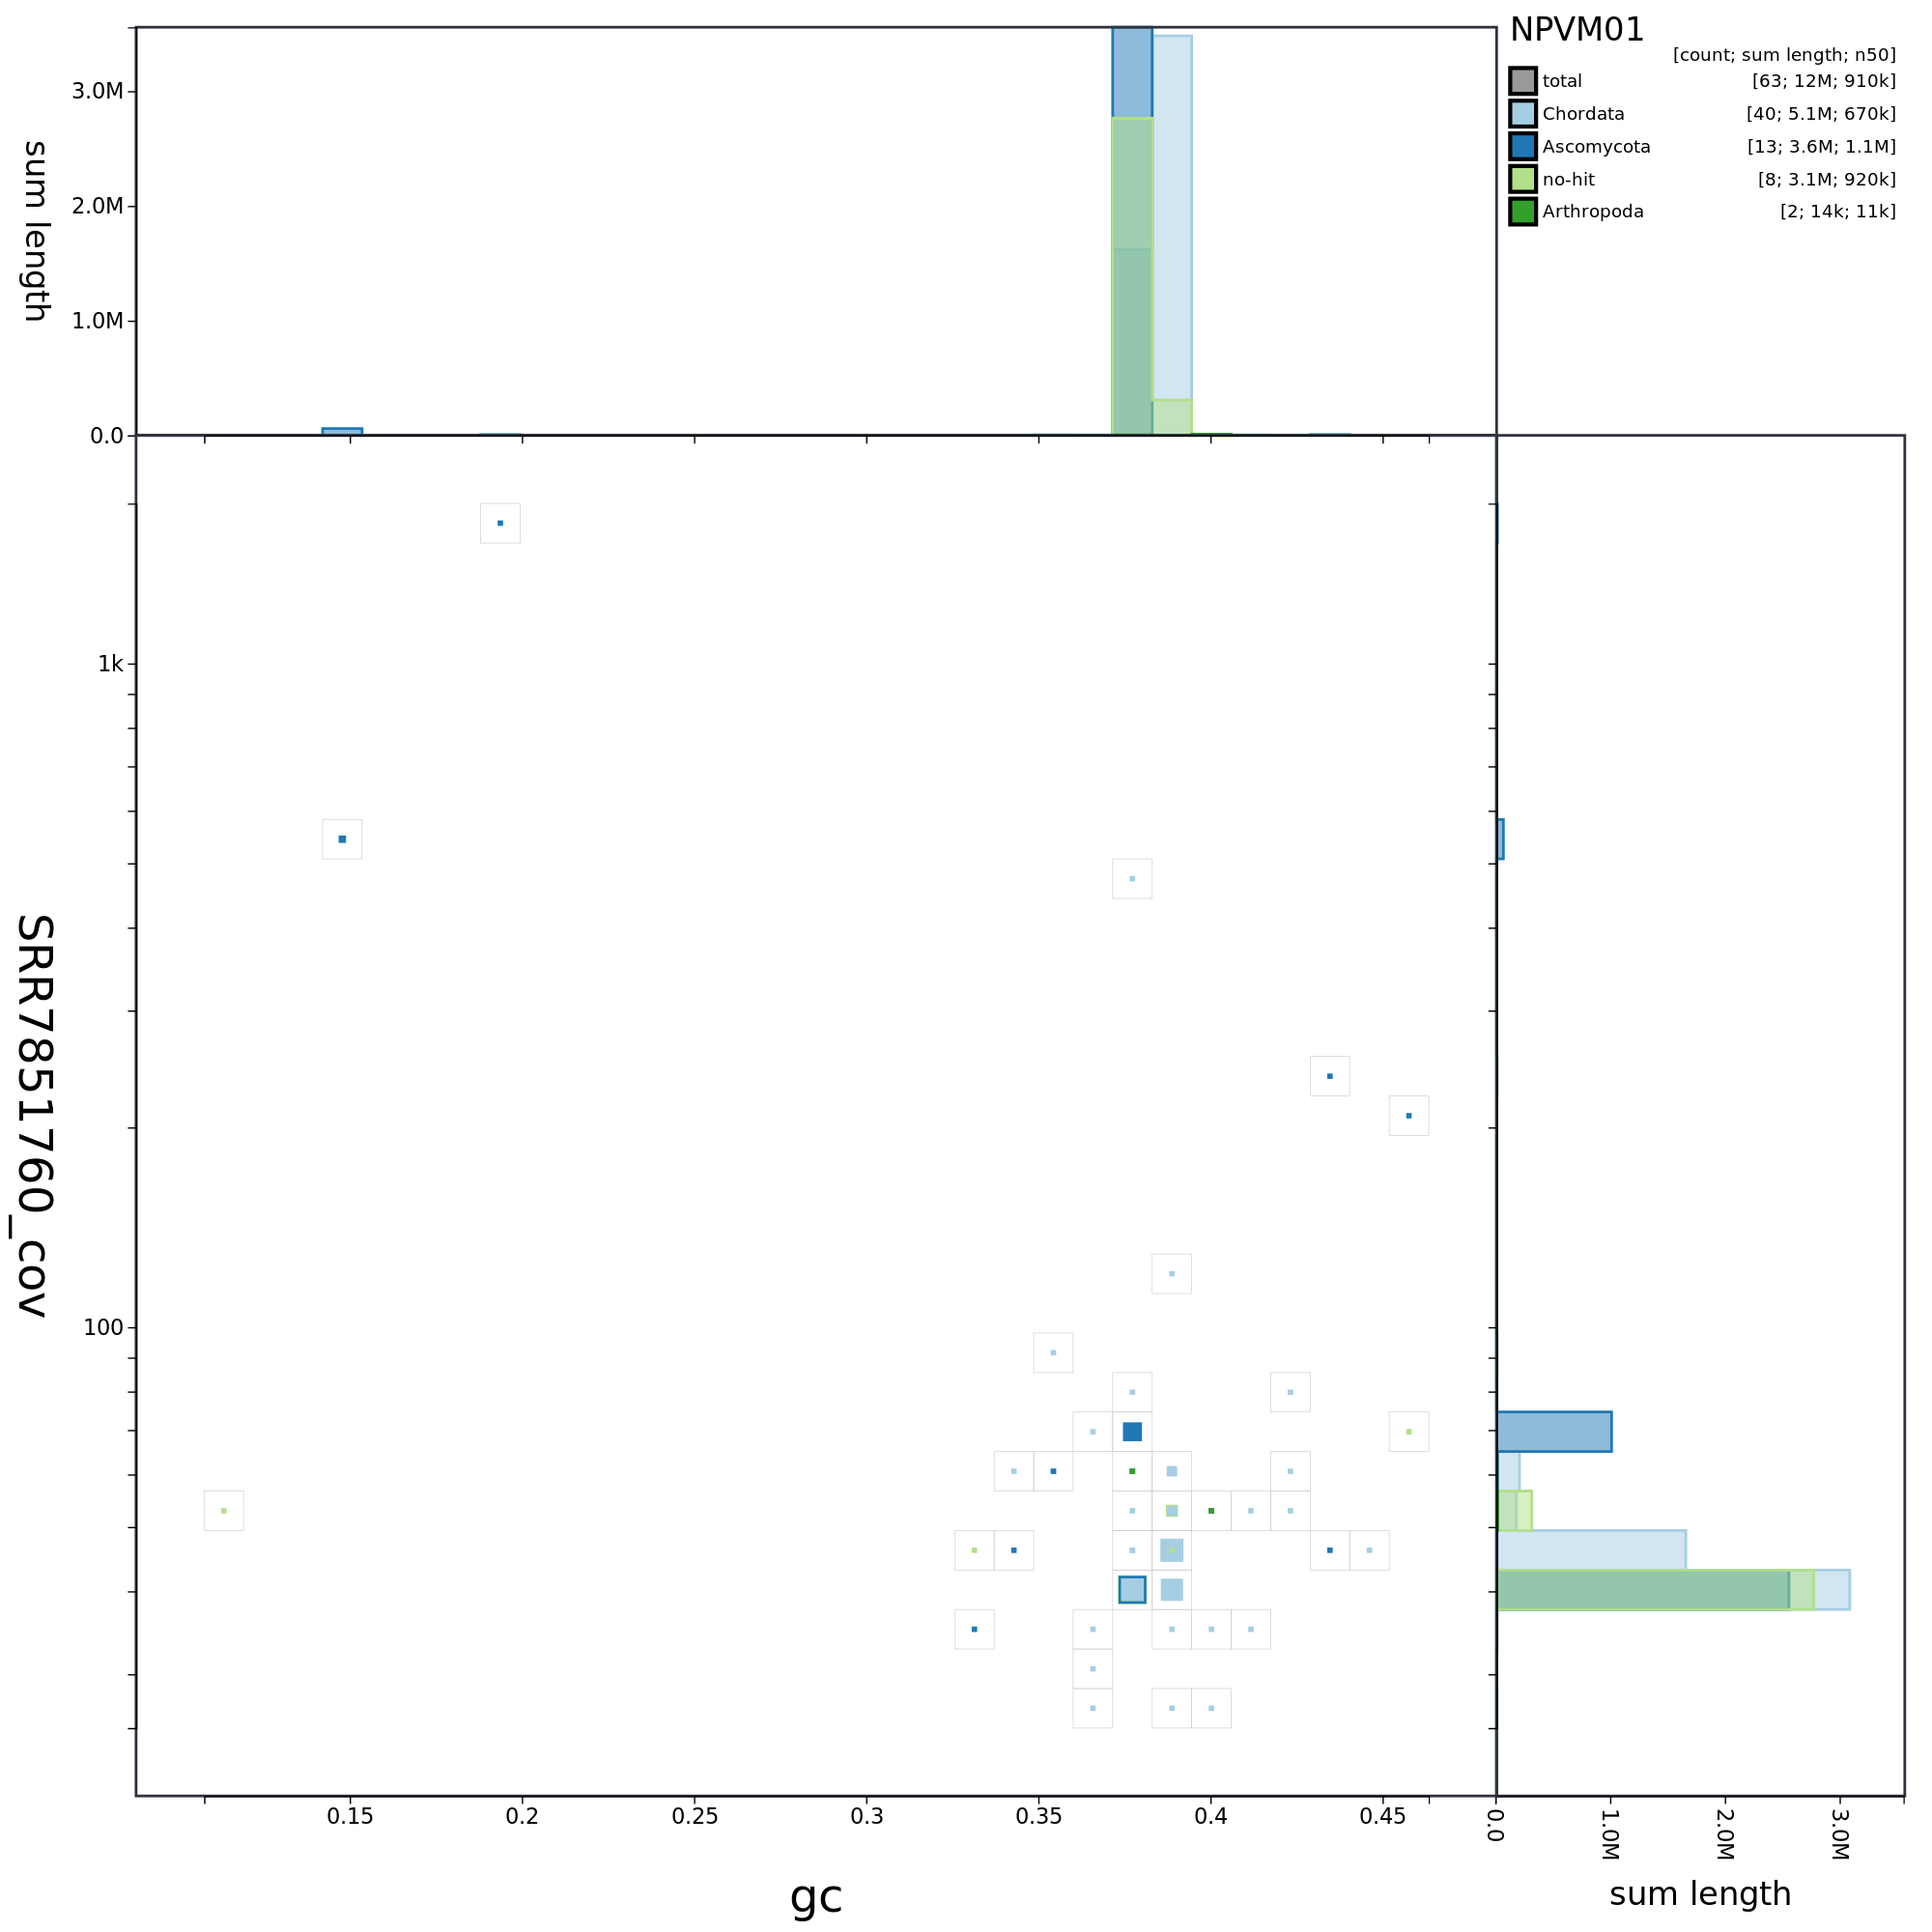 NPVM01
[count; sum length; n50]
total [63; 12M; 910k]
Chordata [40; 5.1M; 670k]
Ascomycota [13; 3.6M; 1.1M]
no-hit [8; 3.1M; 920k]
Arthropoda [2; 14k; 11k]
sum length
3.0M
2.0M
1.0M
0.0
SRR7851760_cov
1k
100
0.15 0.2 0.25 0.3 0.35 0.4 0.45
gc
0.0 1.0M 2.0M 3.0M
sum length